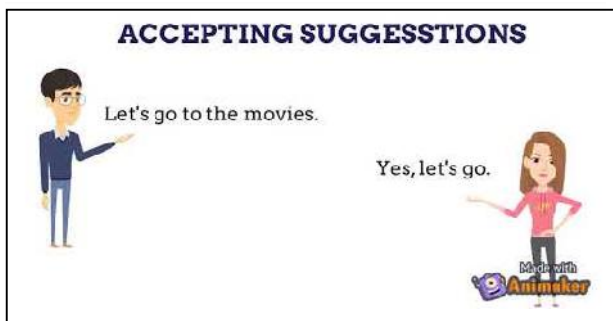 ACCEPTING SUGGESSTIONS
Let's go to the movies.
Yes, let's go.
Made with
Animaker